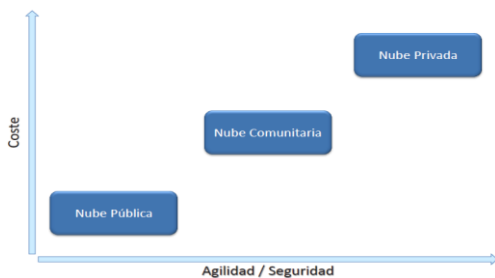 Nube Privada
Nube Comunitaria
Nube Pública
Coste
Agilidad / Seguridad